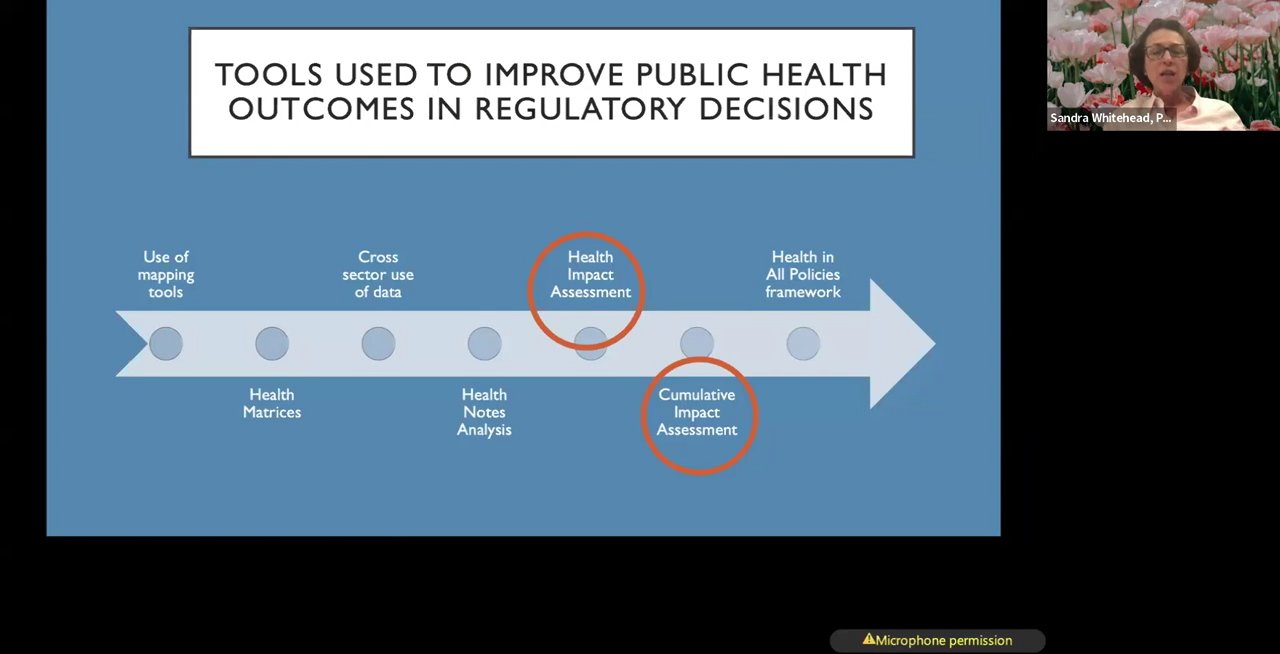 TOOLS USED TO IMPROVE PUBLIC HEALTH
OUTCOMES IN REGULATORY DECISIONS
Sandra Whitehead, P...
Use of
mapping
tools
Health
Matrices
Cross
sector use
of data
Health
Notes
Analysis
Health
Impact
Assessment
Cumulative
Impact
Assessment
Health in
All Policies
framework
Microphone permission